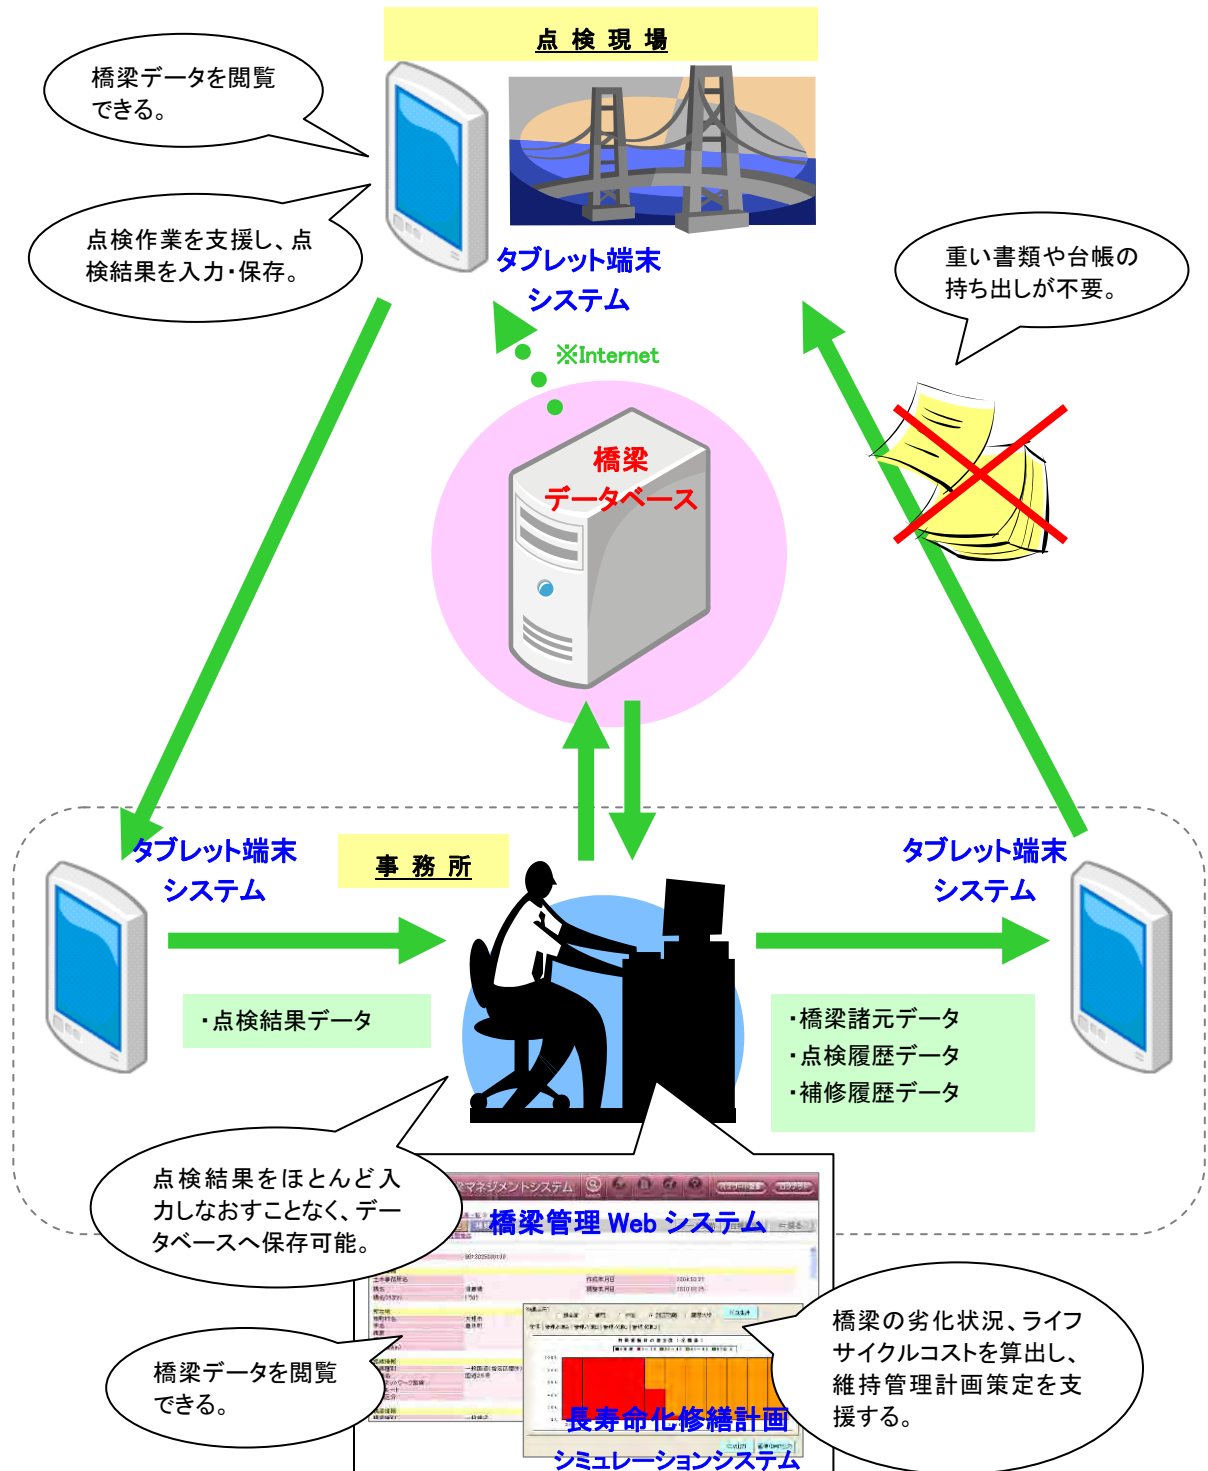 点検現場
橋梁データを閲覧
できる。
点検作業を支援し、点
検結果を入力・保存。
タブレット端末
システム
重い書類や台帳の
持ち出しが不要。
※Internet
橋梁
データベース
タブレット端末
システム
事務所
タブレット端末
システム
・点検結果データ
・橋梁諸元データ
・点検履歴データ
・補修履歴データ
点検結果をほとんど入
力しなおすことなく、デー
タベースへ保存可能。
マネジメントシステム
橋梁管理 Web システム
橋梁データを閲覧
できる。
橋梁の劣化状況、ライフ
サイクルコストを算出し、
維持管理計画策定を支
援する。
長寿命化修繕計画
シミュレーションシステム